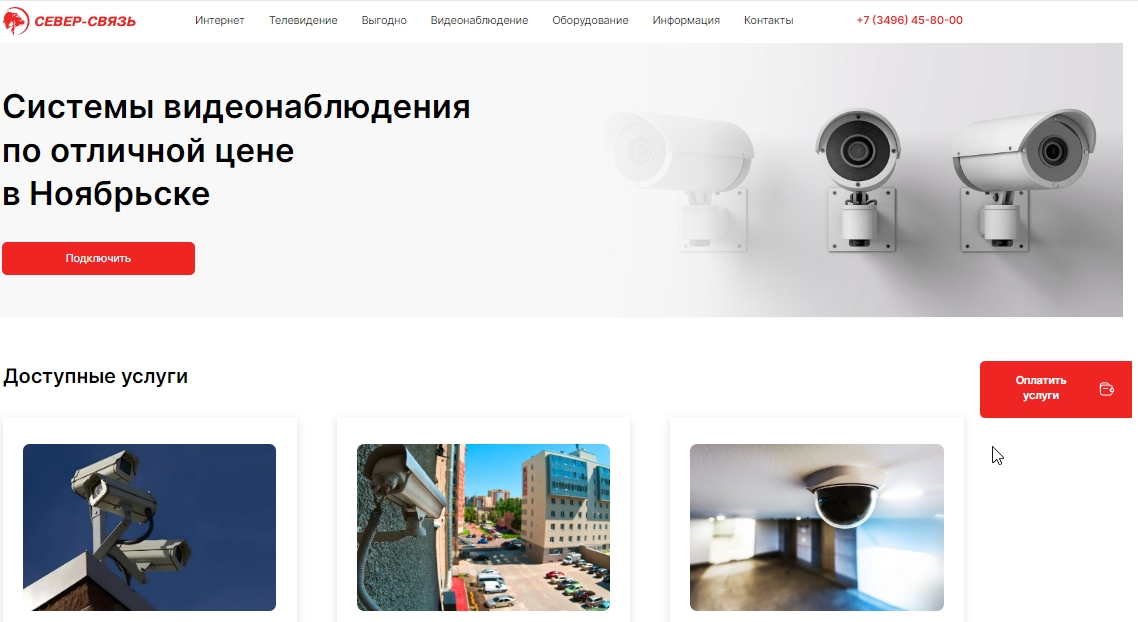 СЕВЕР-СВЯЗЬ
Интернет
Телевидение
Выгодно
Видеонаблюдение
Оборудование
Информация
Контакты
+7 (3496) 45-80-00
Системы видеонаблюдения
по отличной цене
в Ноябрьске
Подключить
Доступные услуги
Оплатить
услуги